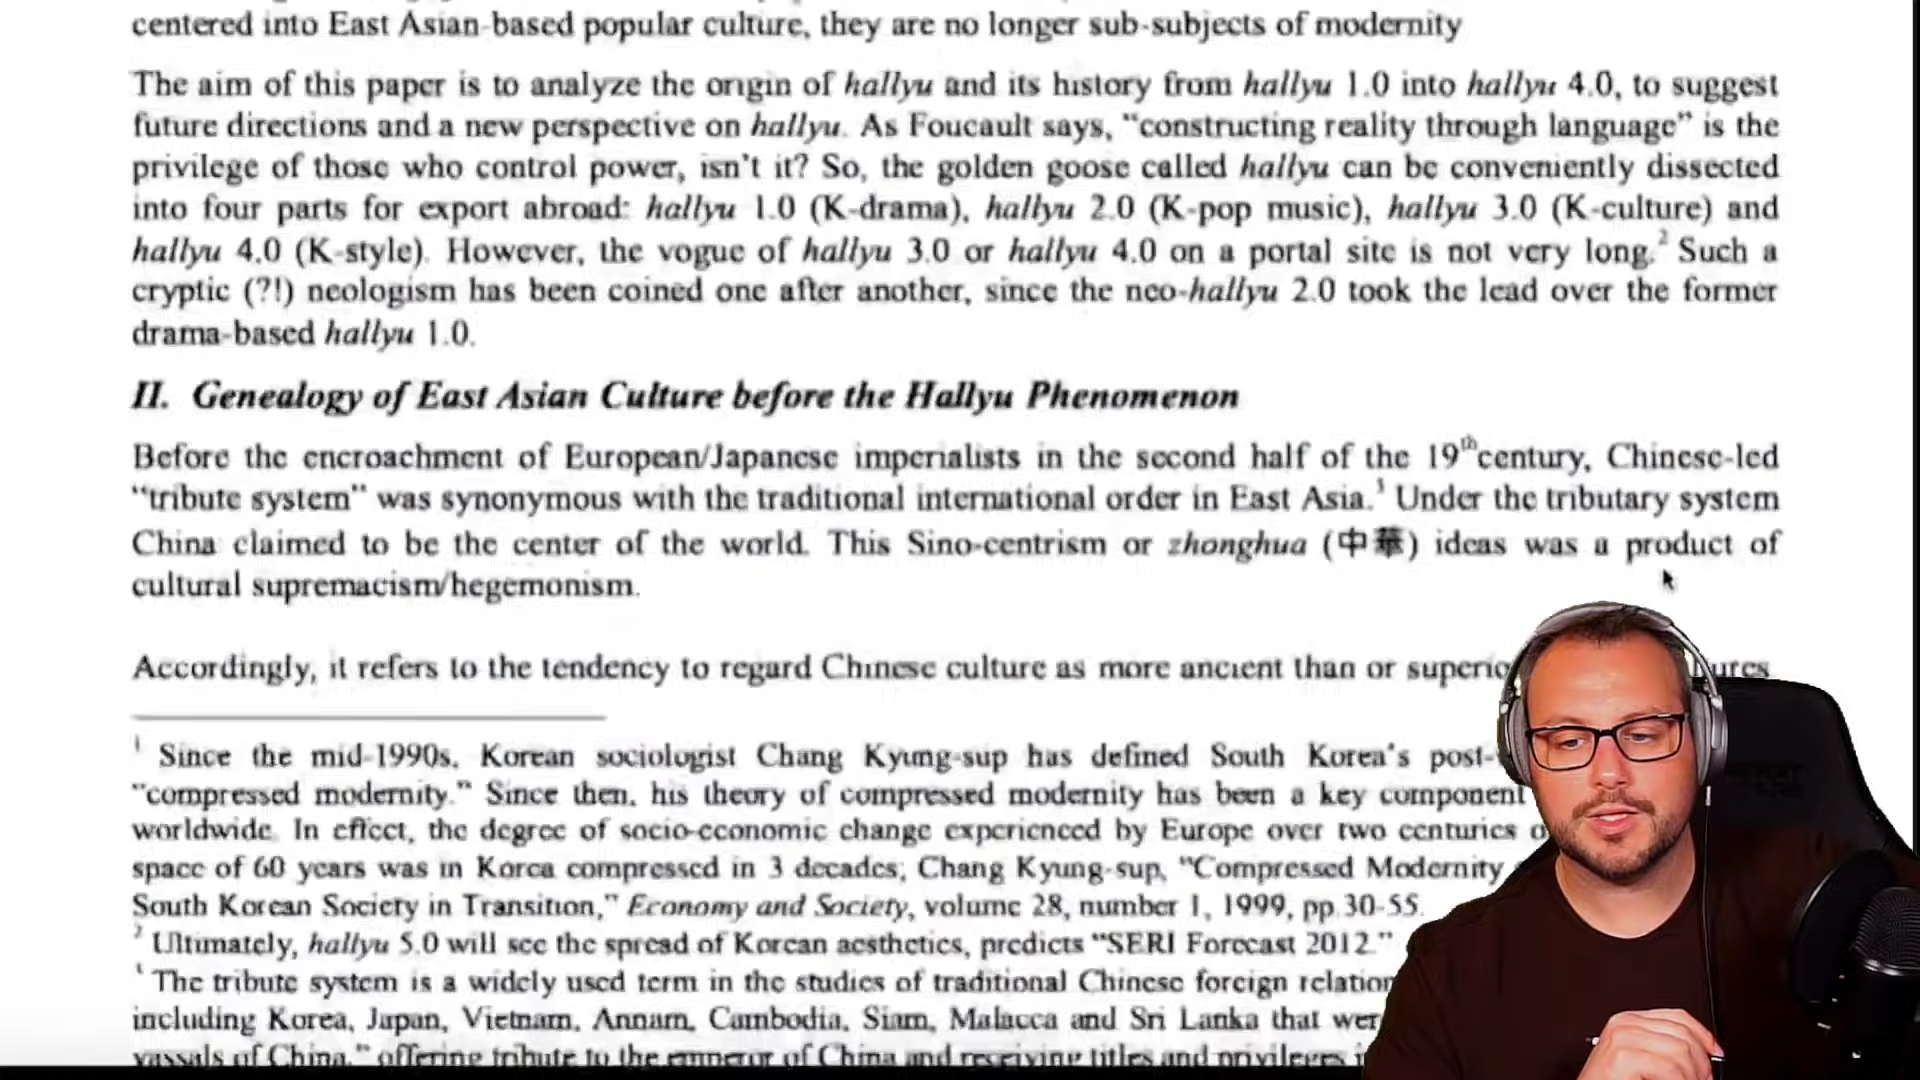 centered into East Asian-based popular culture, they are no longer sub-subjects of modernity
The aim of this paper is to analyze the origin of hallyu and its history from hallyu 1.0 into hallyu 4.0, to suggest
future directions and a new perspective on hallyu. As Foucault says, "constructing reality through language" is the
privilege of those who control power, isn't it? So, the golden goose called hallyu can be conveniently dissected
into four parts for export abroad: hallyu 1.0 (K-drama), hallyu 2.0 (K-pop music), hallyu 3.0 (K-culture) and
hallyu 4.0 (K-style). However, the vogue of hallyu 3.0 or hallyu 4.0 on a portal site is not very long.2 Such a
cryptic (?!) neologism has been coined one after another, since the neo-hallyu 2.0 took the lead over the former
drama-based hallyu 1.0.
II. Genealogy of East Asian Culture before the Hallyu Phenomenon
Before the encroachment of European/Japanese imperialists in the second half of the 19th century, Chinese-led
"tribute system" was synonymous with the traditional international order in East Asia.3 Under the tributary system
China claimed to be the center of the world. This Sino-centrism or zhonghua (中華) ideas was a product of
cultural supremacism/hegemonism.
Accordingly, it refers to the tendency to regard Chinese culture as more ancient than or
1 Since the mid-1990s, Korean sociologist Chang Kyung-sup has defined South Korea's post-
"compressed modernity." Since then, his theory of compressed modernity has been a key component
worldwide. In effect, the degree of socio-economic change experienced by Europe over two centuries
space of 60 years was in Korea compressed in 3 decades; Chang Kyung-sup, "Compressed Modernity
South Korean Society in Transition," Economy and Society, volume 28, number 1, 1999, pp.30-55.
2 Ultimately, hallyu 5.0 will see the spread of Korean aesthetics, predicts "SERI Forecast 2012."
3 The tribute system is a widely used term in the studies of traditional Chinese foreign
including Korea, Japan, Vietnam, Annam, Cambodia, Siam, Malacca and Sri Lanka that
vassals of China," offering tribute to the emperor of China and receiving titles and privileges